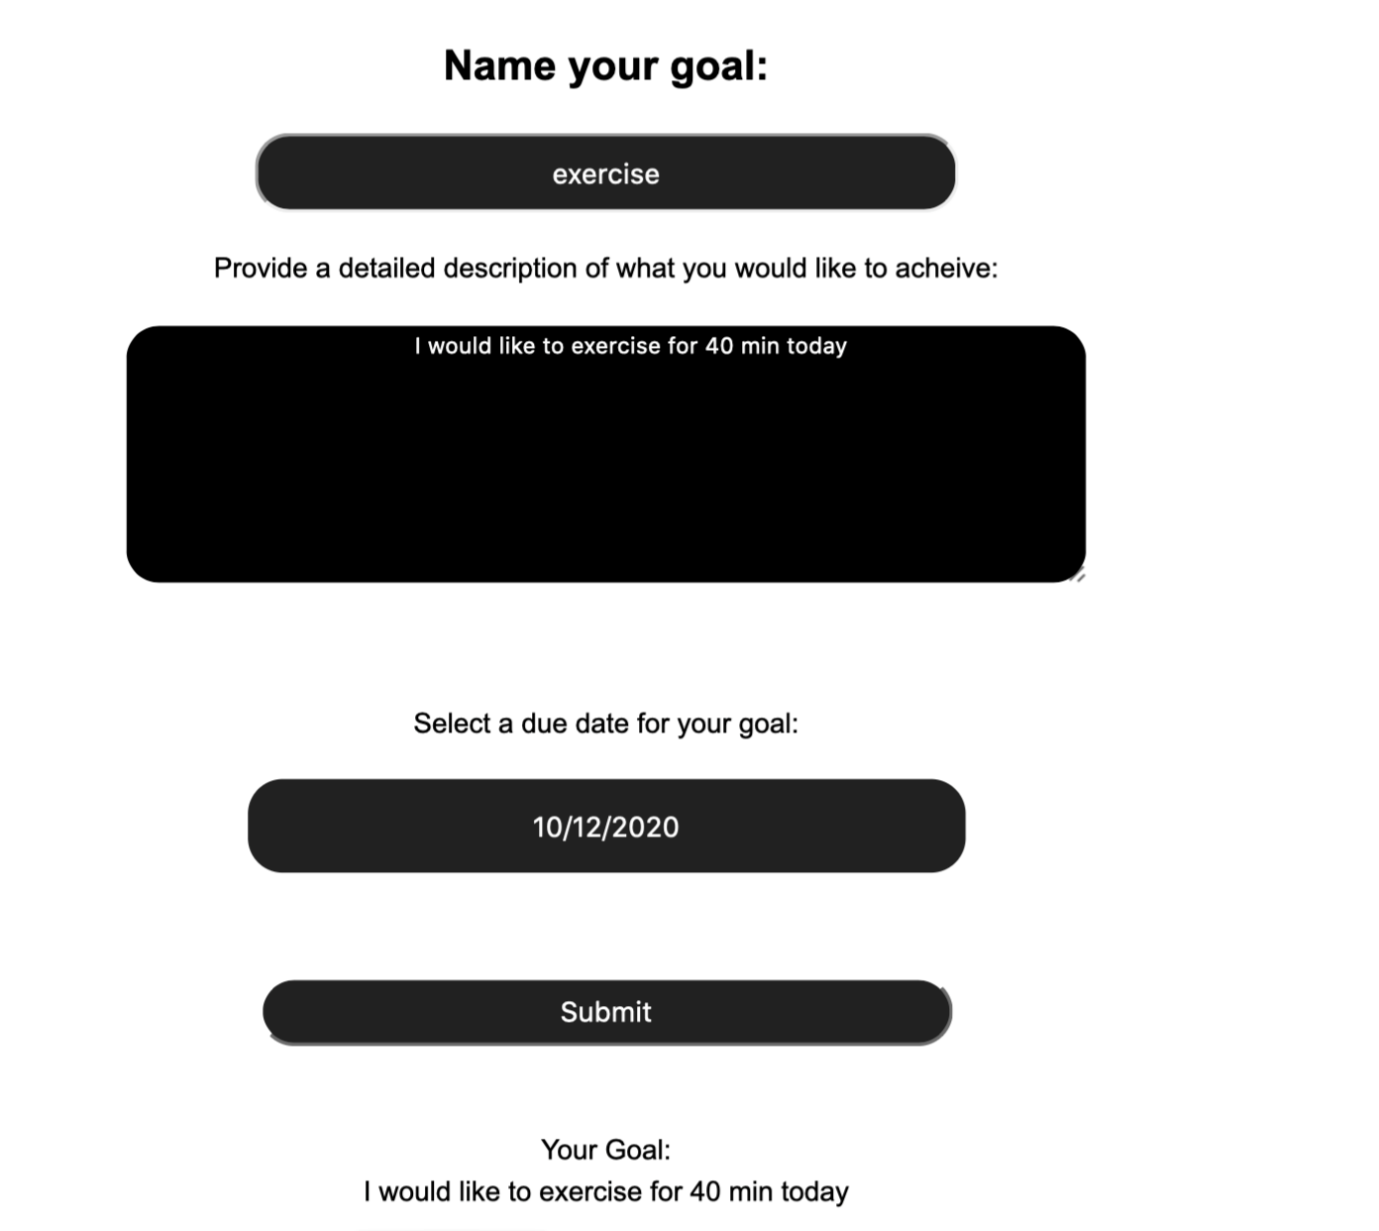 Name your goal:
exercise
Provide a detailed description of what you would like to acheive:
I would like to exercise for 40 min today
Select a due date for your goal:
10/12/2020
Submit
Your Goal:
I would like to exercise for 40 min today